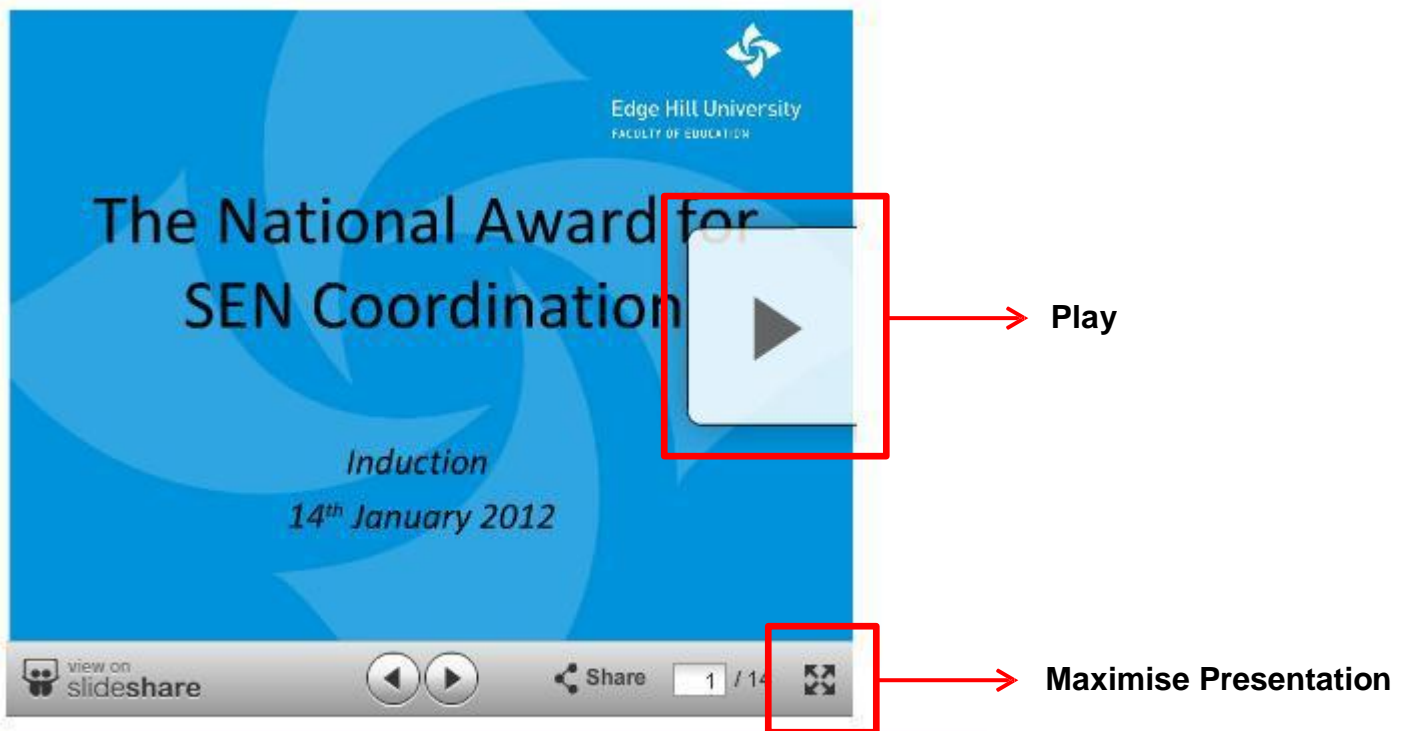 Edge Hill University
FACULTY OF EDUCATION
The National Award for
SEN Coordination
Play
Induction
14th January 2012
view on
slideshare
Share
1 / 14
Maximise Presentation